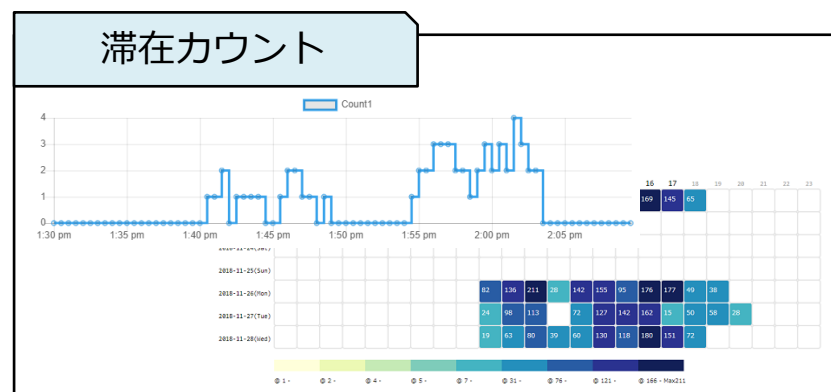 滞在カウント
Count1
4
3
2
1
0
1:30 pm 1:35 pm 1:40 pm 1:45 pm 1:50 pm 1:55 pm 2:00 pm 2:05 pm
16 17 18 19 20 21 22 23
169 145 65
2018-11-24(Sat)
2018-11-25(Sun)
2018-11-26(Mon) 82 136 211 28 142 155 95 176 177 49 38
2018-11-27(Tue) 24 98 113 72 127 142 162 15 50 58 28
2018-11-28(Wed) 19 63 80 39 60 130 118 180 151 72
@ 1 - @ 2 - @ 4 - @ 5 - @ 7 - @ 31 - @ 76 - @ 121 - @ 166 - Max211